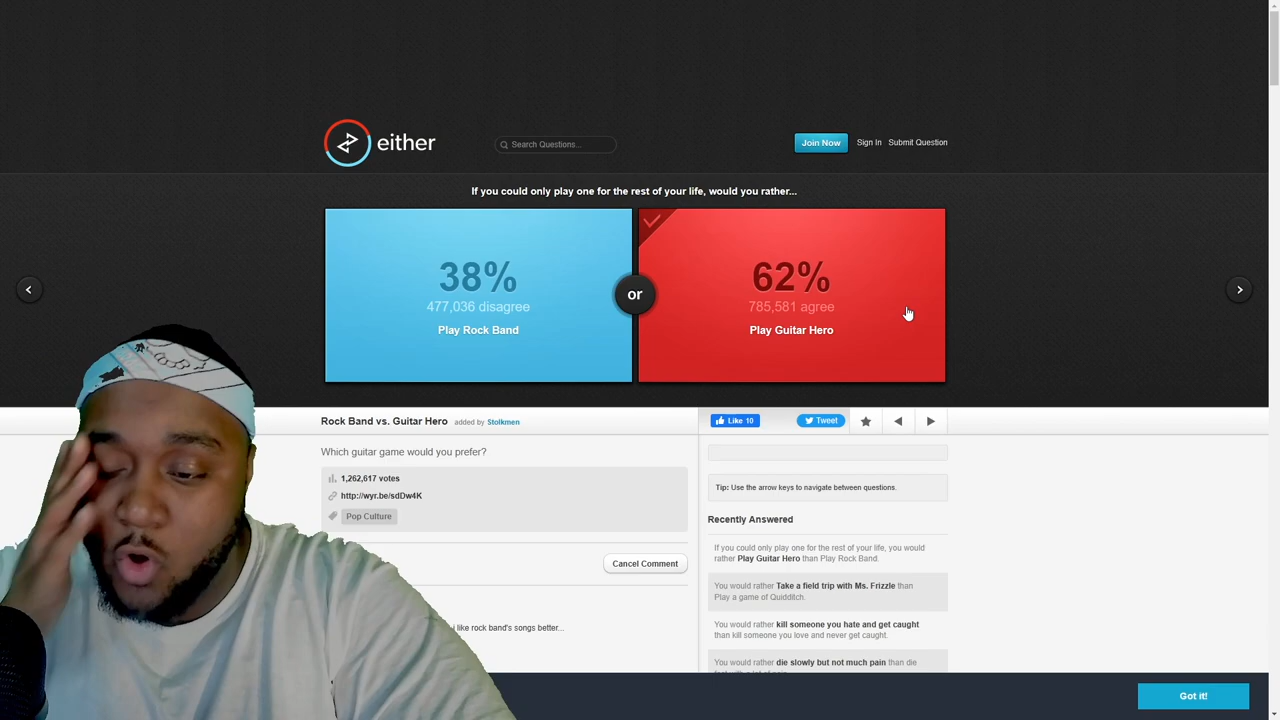 either
Search Questions...
Join Now
Sign In
Submit Question
If you could only play one for the rest of your life, would you rather...
38%
477,036 disagree
Play Rock Band
or
62%
785,581 agree
Play Guitar Hero
Rock Band vs. Guitar Hero added by Stolkmen
Like 10
Tweet
Which guitar game would you prefer?
1,262,617 votes
http://wyr.be/sdDw4K
Pop Culture
Cancel Comment
i like rock band's songs better...
Tip: Use the arrow keys to navigate between questions.
Recently Answered
If you could only play one for the rest of your life, you would
rather Play Guitar Hero than Play Rock Band.
You would rather Take a field trip with Ms. Frizzle than
Play a game of Quidditch.
You would rather kill someone you hate and get caught
than kill someone you love and never get caught.
You would rather die slowly but not much pain than die
Got it!